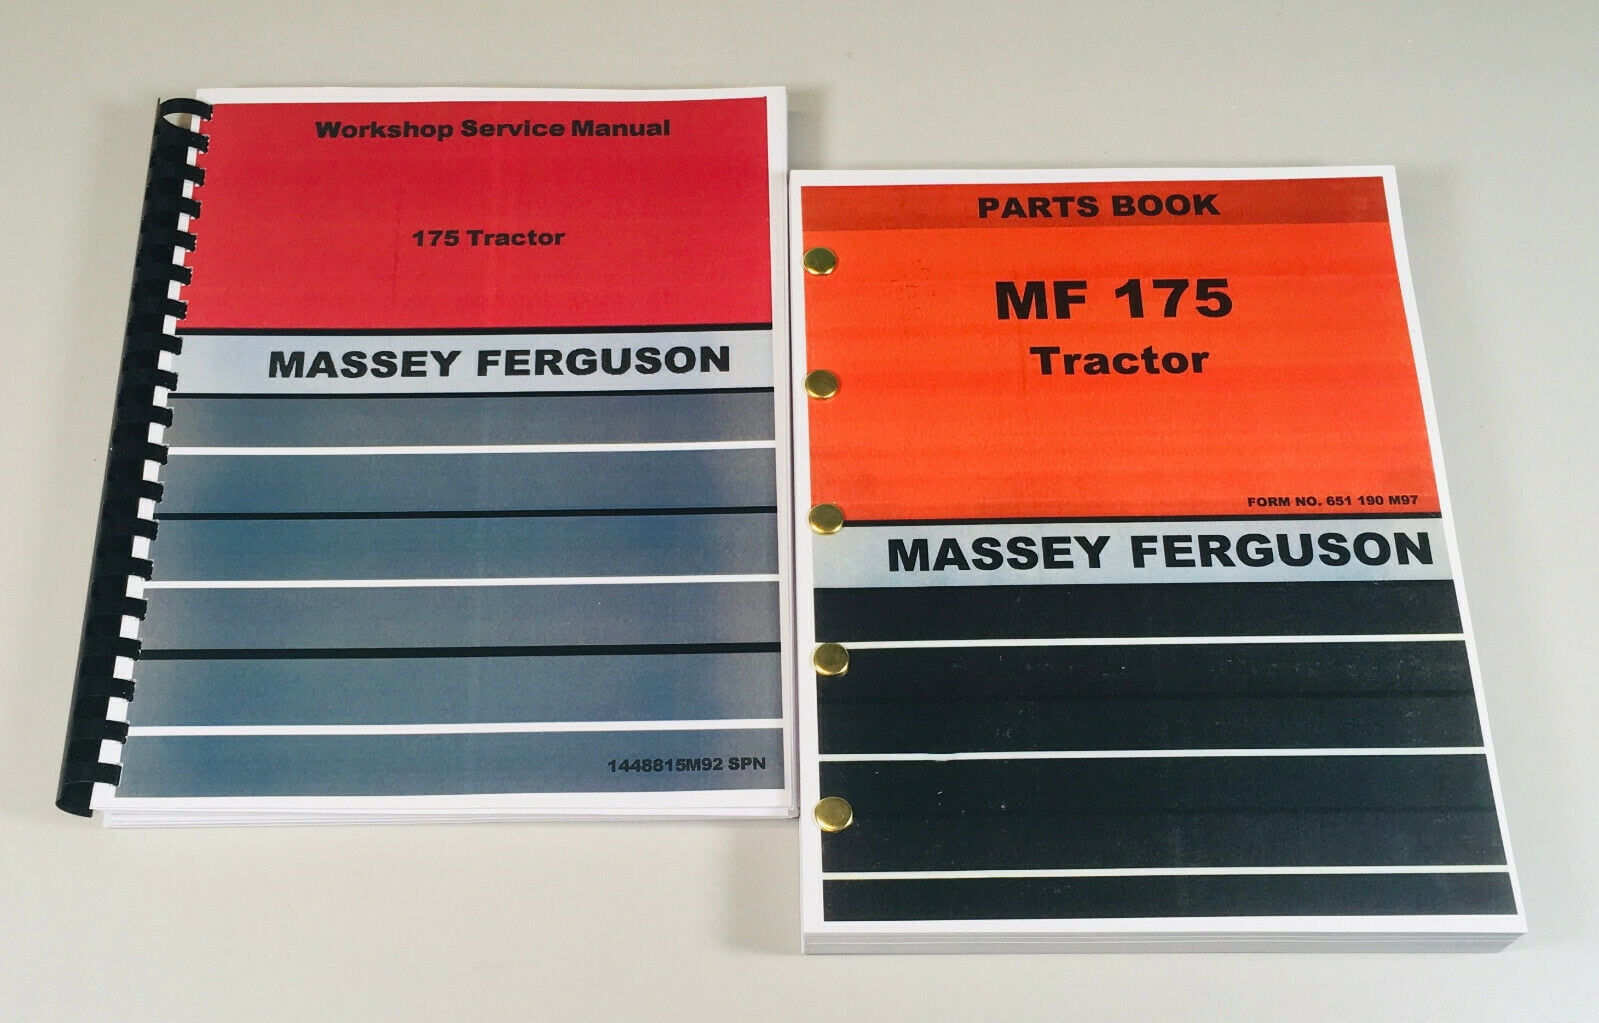 Workshop Service Manual
175 Tractor
MASSEY FERGUSON
1448815M92 SPN
PARTS BOOK
MF 175
Tractor
FORM NO. 651 190 M97
MASSEY FERGUSON